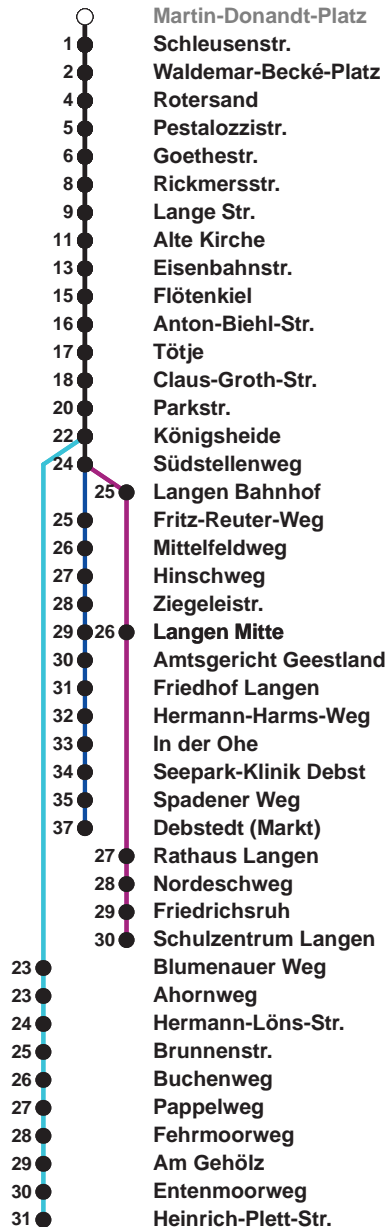 Martin-Donandt-Platz
1 Schleusenstr.
2 Waldemar-Becké-Platz
4 Rotersand
5 Pestalozzistr.
6 Goethestr.
8 Rickmersstr.
9 Lange Str.
11 Alte Kirche
13 Eisenbahnstr.
15 Flötenkiel
16 Anton-Biehl-Str.
17 Tötje
18 Claus-Groth-Str.
20 Parkstr.
22 Königsheide
24 Südstellenweg
25 Langen Bahnhof
25 Fritz-Reuter-Weg
26 Mittelfeldweg
27 Hinschweg
28 Ziegeleistr.
29 26 Langen Mitte
30 Amtsgericht Geestland
31 Friedhof Langen
32 Hermann-Harms-Weg
33 In der Ohe
34 Seepark-Klinik Debst
35 Spadener Weg
37 Debstedt (Markt)
27 Rathaus Langen
28 Nordeschweg
29 Friedrichsruh
30 Schulzentrum Langen
23 Blumenauer Weg
23 Ahornweg
24 Hermann-Löns-Str.
25 Brunnenstr.
26 Buchenweg
27 Pappelweg
28 Fehrmoorweg
29 Am Gehölz
30 Entenmoorweg
31 Heinrich-Plett-Str.